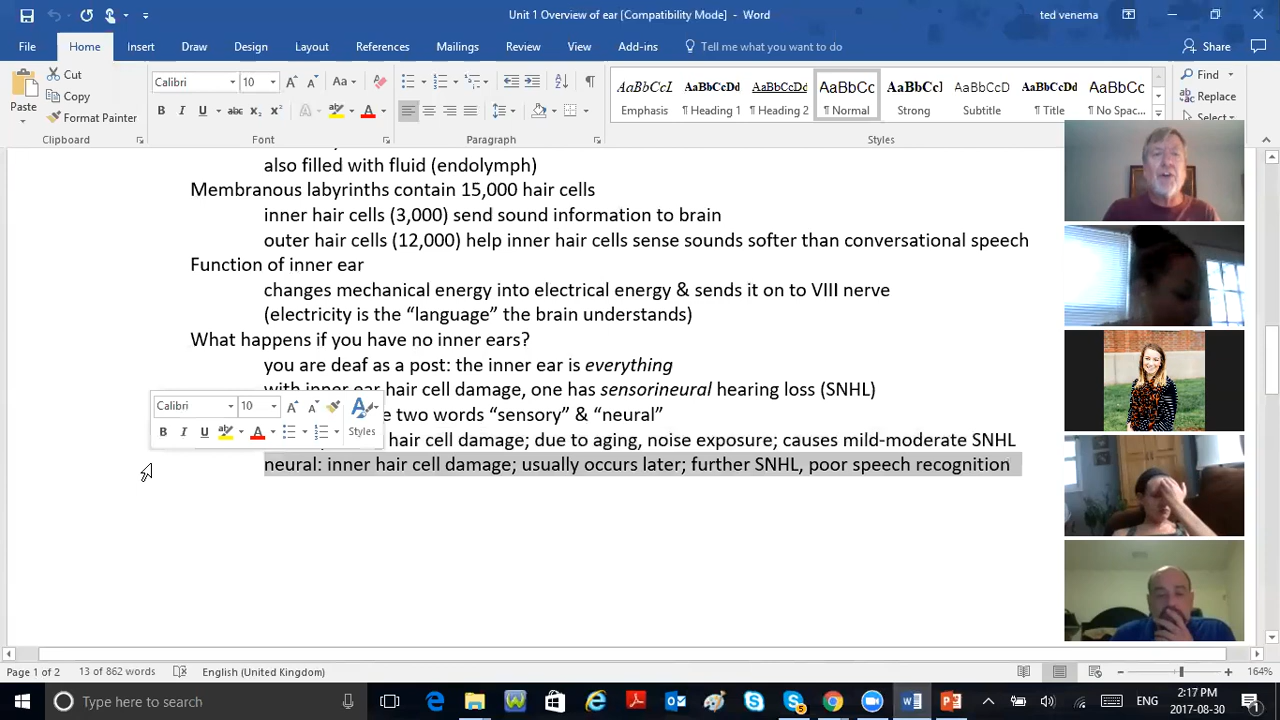 Unit 1 Overview of ear [Compatibility Mode] - Word
ted venema
File Home Insert Draw Design Layout References Mailings Review View Add-ins Tell me what you want to do Share
Paste
Cut
Copy
Format Painter
Clipboard
Calibri 10
Font
Paragraph
AaBbCcL AaBbCcDd AaBbCcDd AaBbCc AaBbCcI AaBbCcDd AaBbCcDd AaBbCc
Emphasis ¶ Heading 1 ¶ Heading 2 ¶ Normal Strong Subtitle ¶ Title ¶ No Spac...
Styles
Find
Replace
Select
also filled with fluid (endolymph)
Membranous labyrinths contain 15,000 hair cells
inner hair cells (3,000) send sound information to brain
outer hair cells (12,000) help inner hair cells sense sounds softer than conversational speech
Function of inner ear
changes mechanical energy into electrical energy & sends it on to VIII nerve
(electricity is the “language” the brain understands)
What happens if you have no inner ears?
you are deaf as a post: the inner ear is everything
with inner ear hair cell damage, one has sensorineural hearing loss (SNHL)
two words “sensory” & “neural”
hair cell damage; due to aging, noise exposure; causes mild-moderate SNHL
neural: inner hair cell damage; usually occurs later; further SNHL, poor speech recognition
Calibri 10
Styles
Page 1 of 2 13 of 862 words English (United Kingdom) 164%
Type here to search
ENG
2:17 PM
2017-08-30